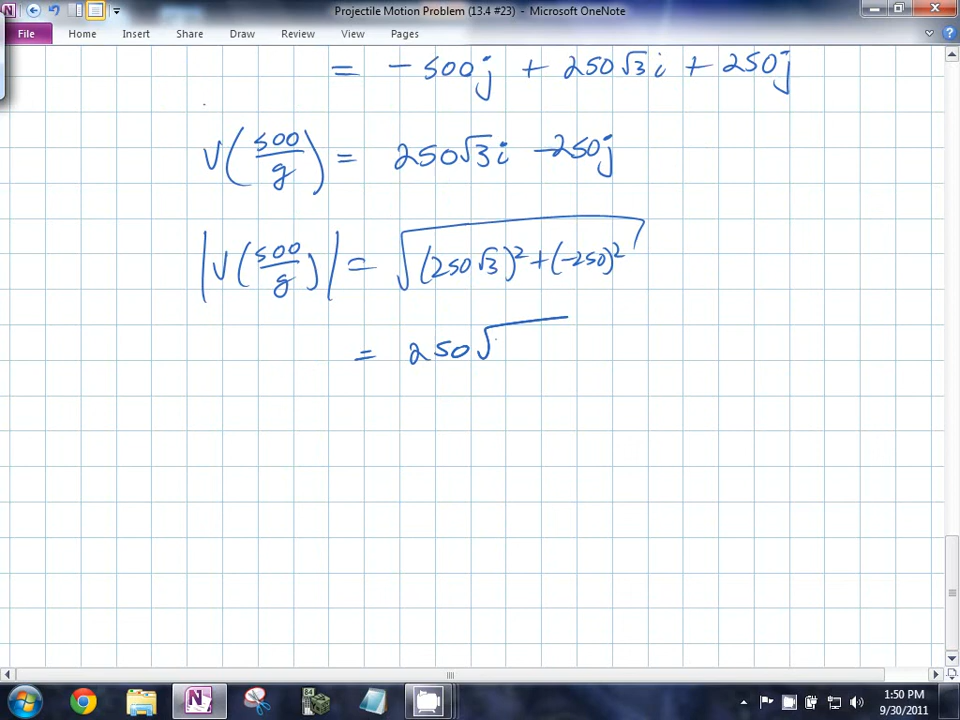 Projectile Motion Problem (13.4 #23) - Microsoft OneNote
File Home Insert Share Draw Review View Pages
= -500j + 250√3 i + 250j
v(500/g) = 250√3 i -250j
|v(500/g)| = √((250√3)² + (-250)²)
= 250√
1:50 PM
9/30/2011